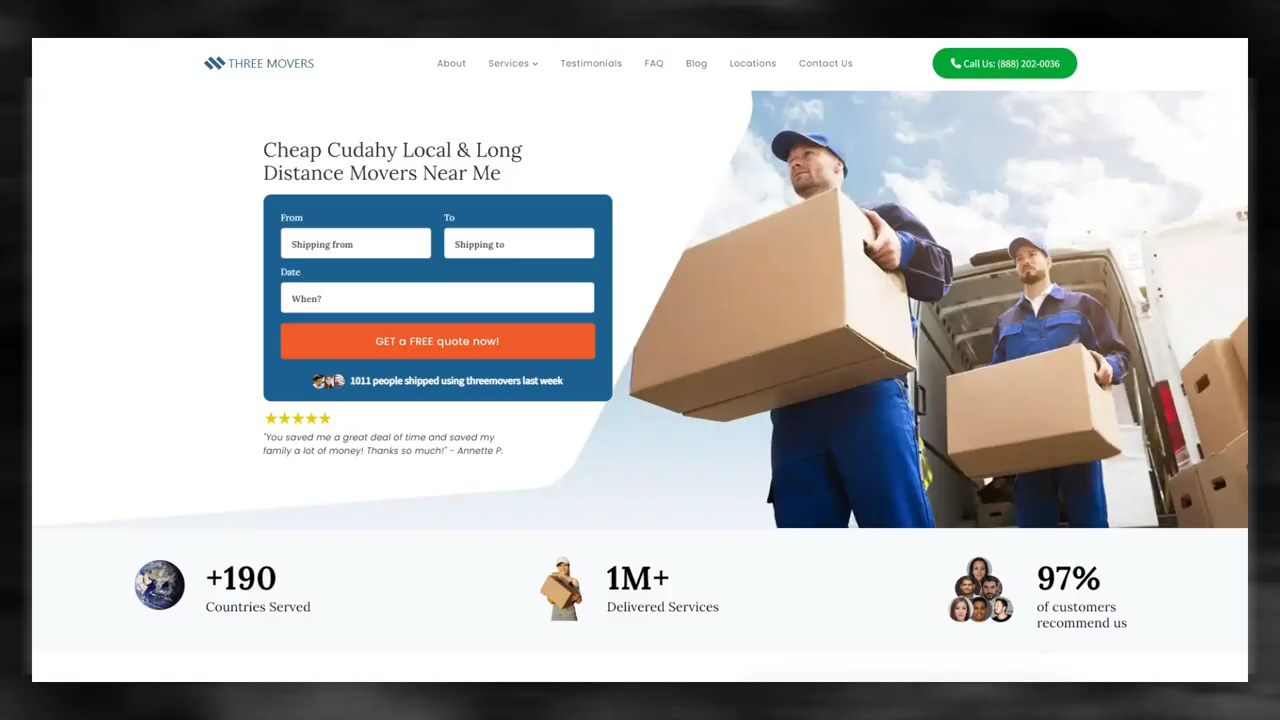 THREE MOVERS
About
Services
Testimonials
FAQ
Blog
Locations
Contact Us
Call Us: (888) 202-0036
Cheap Cudahy Local & Long
Distance Movers Near Me
From
To
Shipping from
Shipping to
Date
When?
GET a FREE quote now!
1011 people shipped using threemovers last week
"You saved me a great deal of time and saved my
family a lot of money! Thanks so much!" - Annette P.
+190
Countries Served
1M+
Delivered Services
97%
of customers
recommend us